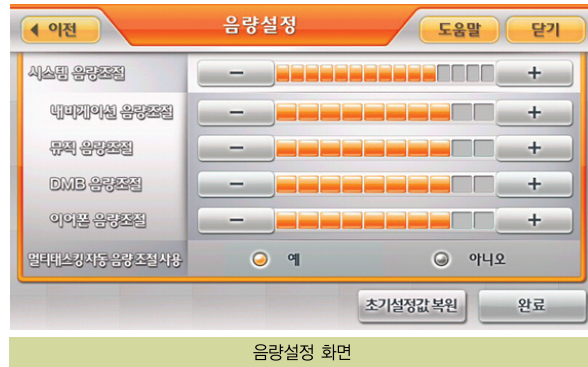 이전 음량설정 도움말 닫기
시스템 음량조절 − +
내비게이션 음량조절 − +
뮤직 음량조절 − +
DMB 음량조절 − +
이어폰 음량조절 − +
멀티태스킹 자동 음량 조절 사용 예 아니오
초기설정값 복원 완료
음량설정 화면